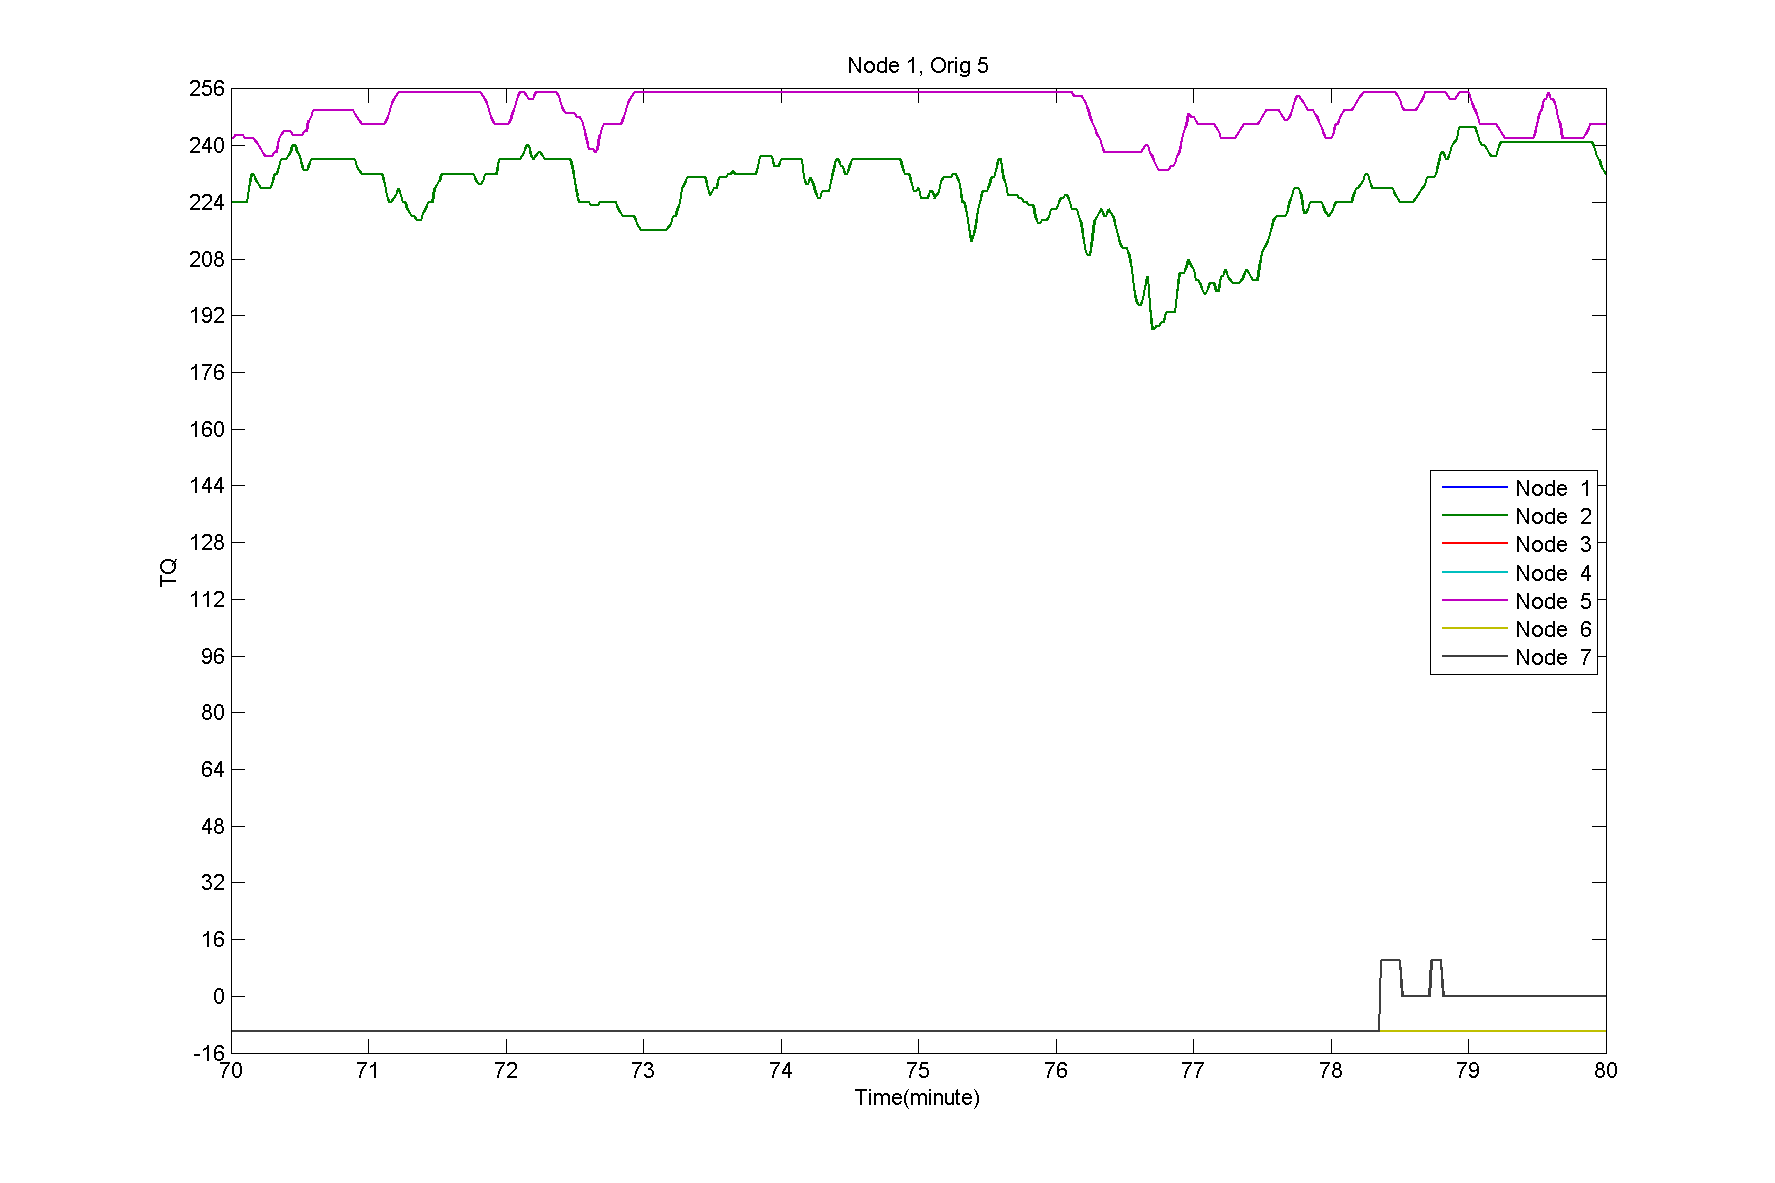 Node 1, Orig 5
256
240
224
208
192
176
160
144
128
112
96
80
64
48
32
16
0
-16
TQ
Node 1
Node 2
Node 3
Node 4
Node 5
Node 6
Node 7
70 71 72 73 74 75 76 77 78 79 80
Time(minute)